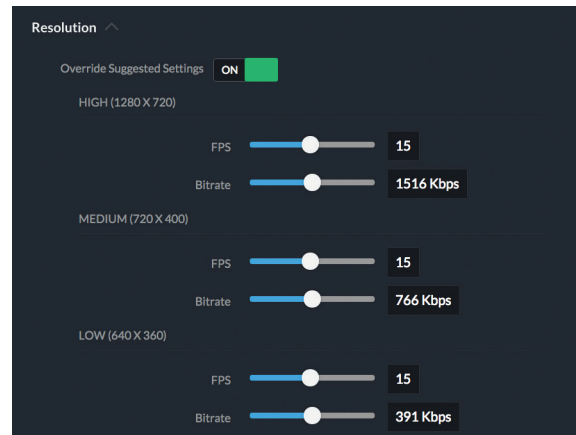 Resolution
Override Suggested Settings ON
HIGH (1280 X 720)
FPS 15
Bitrate 1516 Kbps
MEDIUM (720 X 400)
FPS 15
Bitrate 766 Kbps
LOW (640 X 360)
FPS 15
Bitrate 391 Kbps